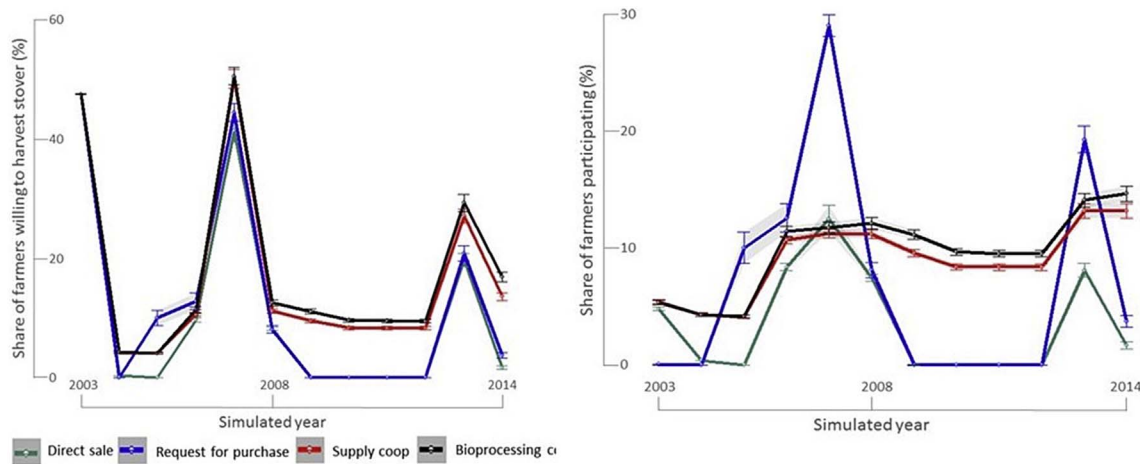 Share of farmers willing to harvest stover (%)
60
40
20
0
2003
2008
2014
Simulated year
Share of farmers participating (%)
30
20
10
0
2003
2008
2014
Simulated year
Direct sale
Request for purchase
Supply coop
Bioprocessing